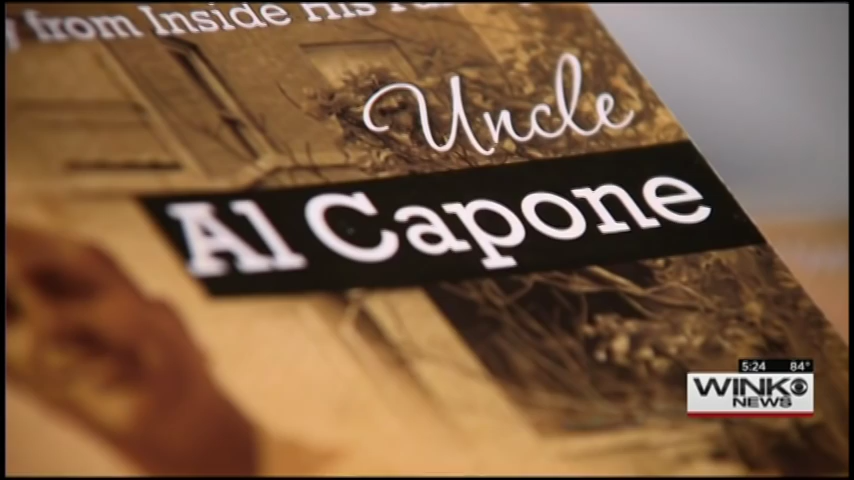 from Inside His
Uncle
Al Capone
5:24 84°
WINK
NEWS